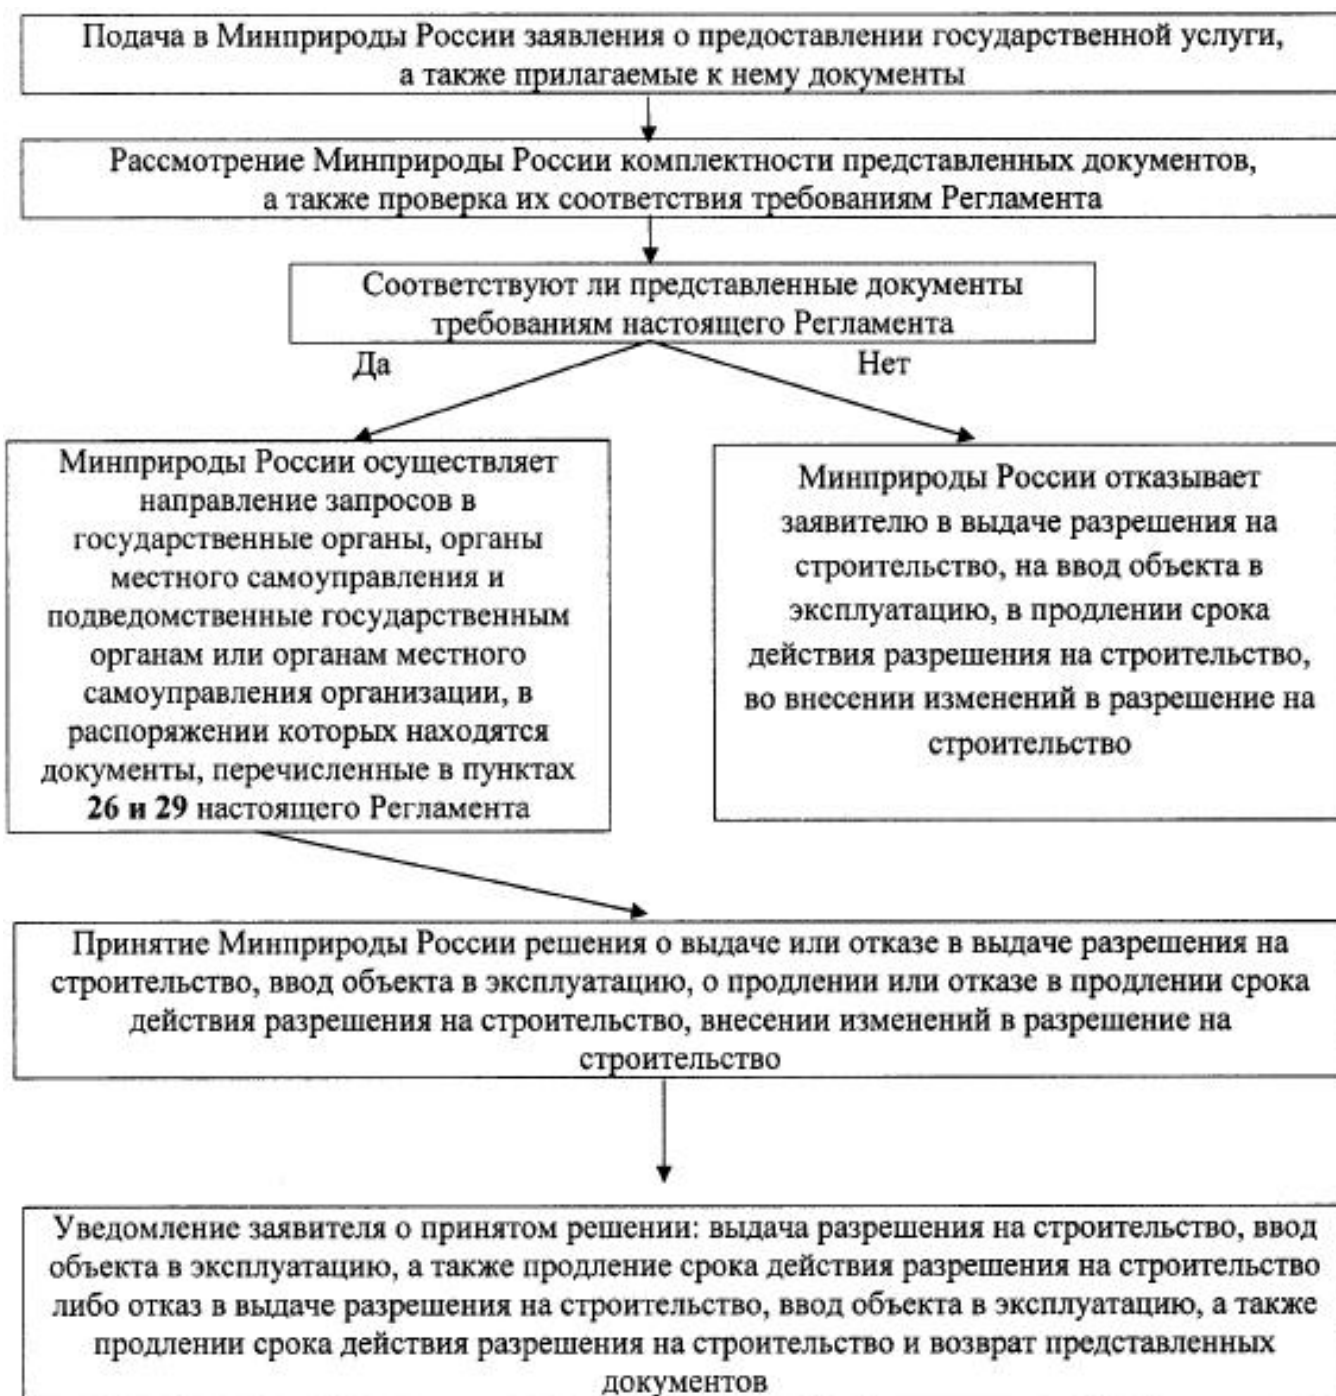 Подача в Минприроды России заявления о предоставлении государственной услуги,
а также прилагаемые к нему документы
Рассмотрение Минприроды России комплектности представленных документов,
а также проверка их соответствия требованиям Регламента
Соответствуют ли представленные документы
требованиям настоящего Регламента
Да
Нет
Минприроды России осуществляет
направление запросов в
государственные органы, органы
местного самоуправления и
подведомственные государственным
органам или органам местного
самоуправления организации, в
распоряжении которых находятся
документы, перечисленные в пунктах
26 и 29 настоящего Регламента
Минприроды России отказывает
заявителю в выдаче разрешения на
строительство, на ввод объекта в
эксплуатацию, в продлении срока
действия разрешения на строительство,
во внесении изменений в разрешение на
строительство
Принятие Минприроды России решения о выдаче или отказе в выдаче разрешения на
строительство, ввод объекта в эксплуатацию, о продлении или отказе в продлении срока
действия разрешения на строительство, внесении изменений в разрешение на
строительство
Уведомление заявителя о принятом решении: выдача разрешения на строительство, ввод
объекта в эксплуатацию, а также продление срока действия разрешения на строительство
либо отказ в выдаче разрешения на строительство, ввод объекта в эксплуатацию, а также
продлении срока действия разрешения на строительство и возврат представленных
документов